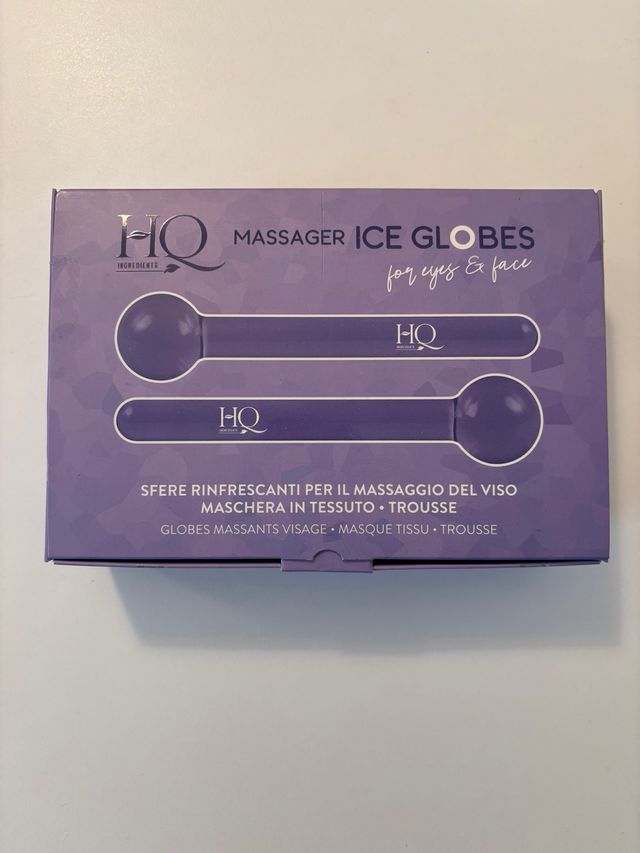 HQ MASSAGER ICE GLOBES
INGREDIENTS
for eyes & face
HQ
HQ
SFERE RINFRESCANTI PER IL MASSAGGIO DEL VISO
MASCHERA IN TESSUTO • TROUSSE
GLOBES MASSANTS VISAGE • MASQUE TISSU • TROUSSE